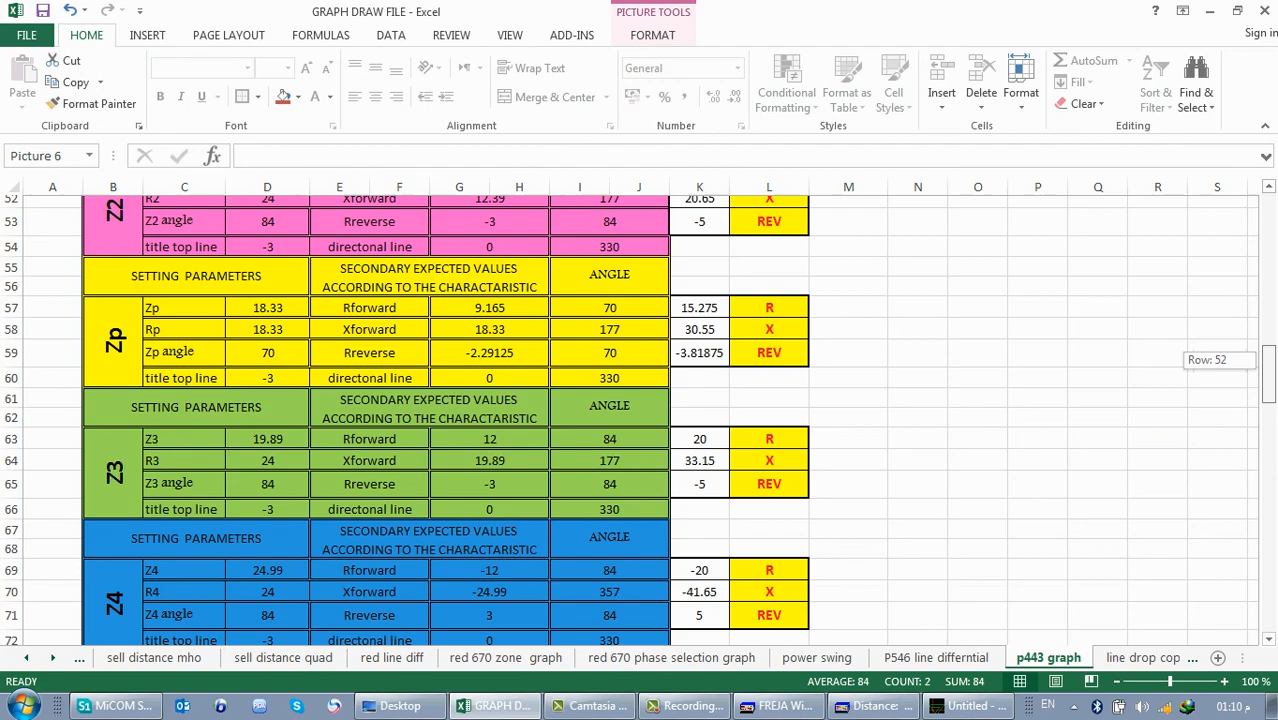 GRAPH DRAW FILE - Excel
PICTURE TOOLS
?
FILE HOME INSERT PAGE LAYOUT FORMULAS DATA REVIEW VIEW ADD-INS FORMAT Sign in
Paste
Cut
Copy
Format Painter
B I U
A A
A
Wrap Text
Merge & Center
General
%
Conditional Formatting
Format as Table
Cell Styles
Insert
Delete
Format
AutoSum
Fill
Clear
Sort & Filter
Find & Select
Clipboard Font Alignment Number Styles Cells Editing
Picture 6 fx
A B C D E F G H I J K L M N O P Q R S
52 Z2 R2 24 Xforward 12.39 177 20.65 X
53 Z2 angle 84 Rreverse -3 84 -5 REV
54 title top line -3 directonal line 0 330
55 SETTING PARAMETERS SECONDARY EXPECTED VALUES ANGLE
56 ACCORDING TO THE CHARACTARISTIC
57 Zp Zp 18.33 Rforward 9.165 70 15.275 R
58 Rp 18.33 Xforward 18.33 177 30.55 X
59 Zp angle 70 Rreverse -2.29125 70 -3.81875 REV
Row: 52
60 title top line -3 directonal line 0 330
61 SETTING PARAMETERS SECONDARY EXPECTED VALUES ANGLE
62 ACCORDING TO THE CHARACTARISTIC
63 Z3 Z3 19.89 Rforward 12 84 20 R
64 R3 24 Xforward 19.89 177 33.15 X
65 Z3 angle 84 Rreverse -3 84 -5 REV
66 title top line -3 directonal line 0 330
67 SETTING PARAMETERS SECONDARY EXPECTED VALUES ANGLE
68 ACCORDING TO THE CHARACTARISTIC
69 Z4 Z4 24.99 Rforward -12 84 -20 R
70 R4 24 Xforward -24.99 357 -41.65 X
71 Z4 angle 84 Rreverse 3 84 5 REV
72 title top line -3 directonal line 0 330
... sell distance mho sell distance quad red line diff red 670 zone graph red 670 phase selection graph power swing P546 line differntial p443 graph line drop cop ...
READY AVERAGE: 84 COUNT: 2 SUM: 84 100 %
MiCOM S... Desktop GRAPH D... Camtasia ... Recording... FREJA Wi... Distance: ... Untitled - ... EN 01:10 م